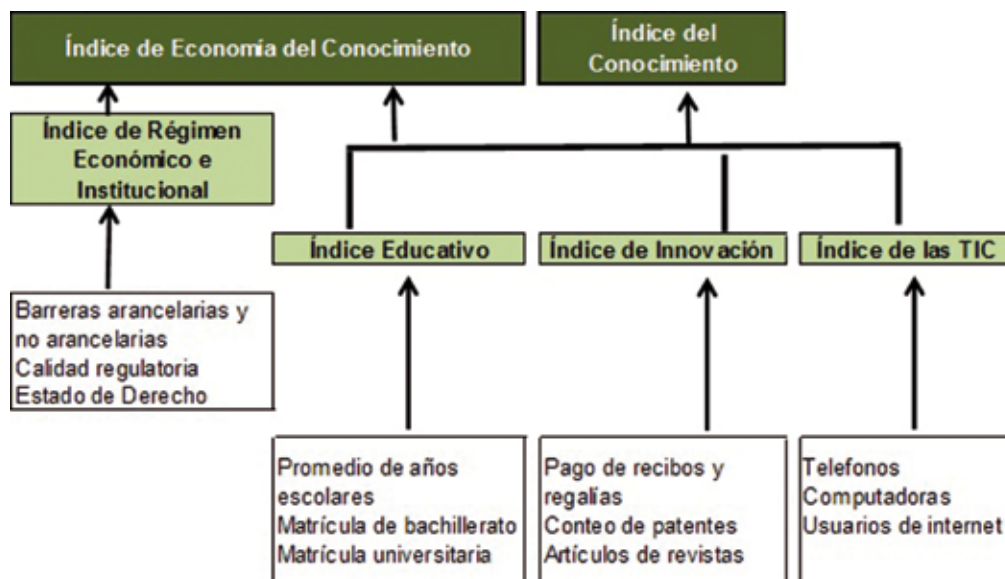 Índice de Economía del Conocimiento
Índice del
Conocimiento
Índice de Régimen
Económico e
Institucional
Índice Educativo
Índice de Innovación
Índice de las TIC
Barreras arancelarias y
no arancelarias
Calidad regulatoria
Estado de Derecho
Promedio de años
escolares
Matrícula de bachillerato
Matrícula universitaria
Pago de recibos y
regalías
Conteo de patentes
Artículos de revistas
Telefonos
Computadoras
Usuarios de internet